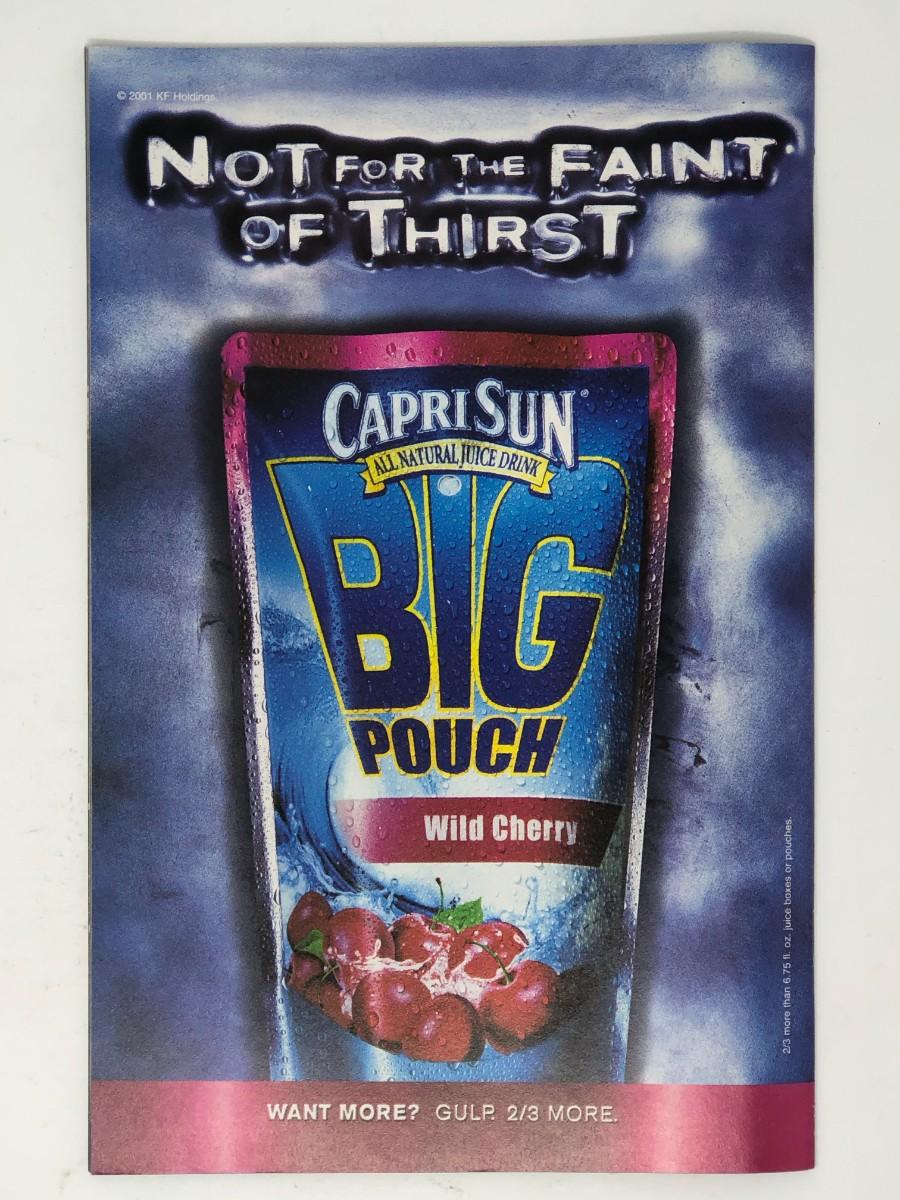 © 2001 KF Holdings.
NOT FOR THE FAINT
OF THIRST
CAPRI SUN®
ALL NATURAL JUICE DRINK
BIG
POUCH
Wild Cherry
2/3 more than 6.75 fl. oz. juice boxes or pouches.
WANT MORE? GULP. 2/3 MORE.